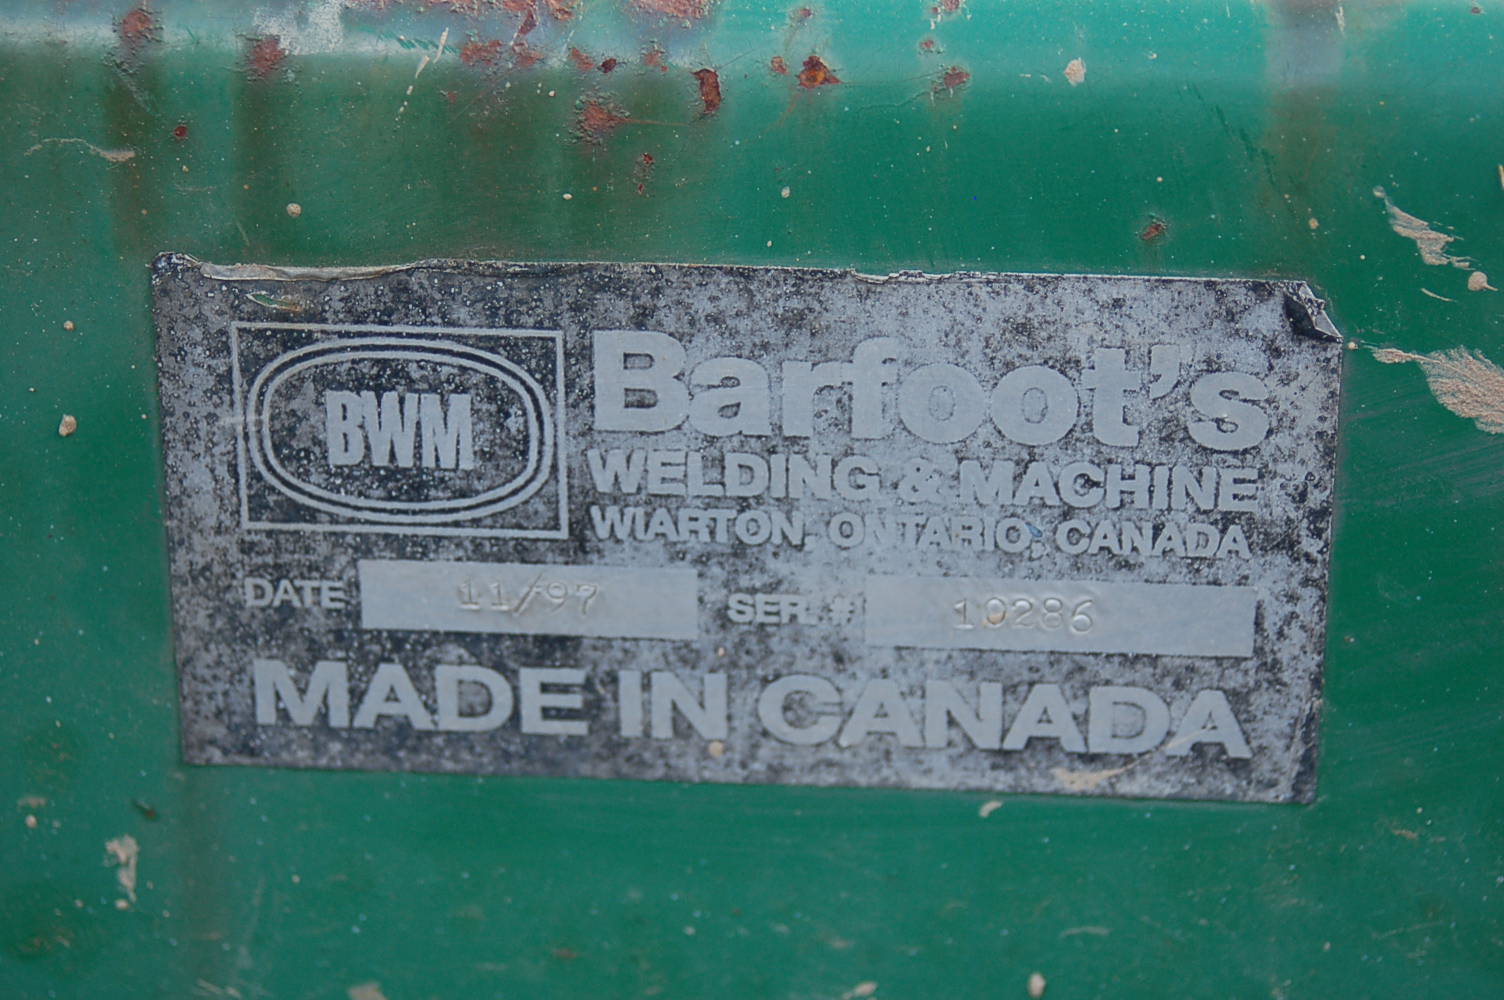 BWM
Barfoot's
WELDING & MACHINE
WIARTON, ONTARIO, CANADA
DATE 11/97 SER. # 10286
MADE IN CANADA